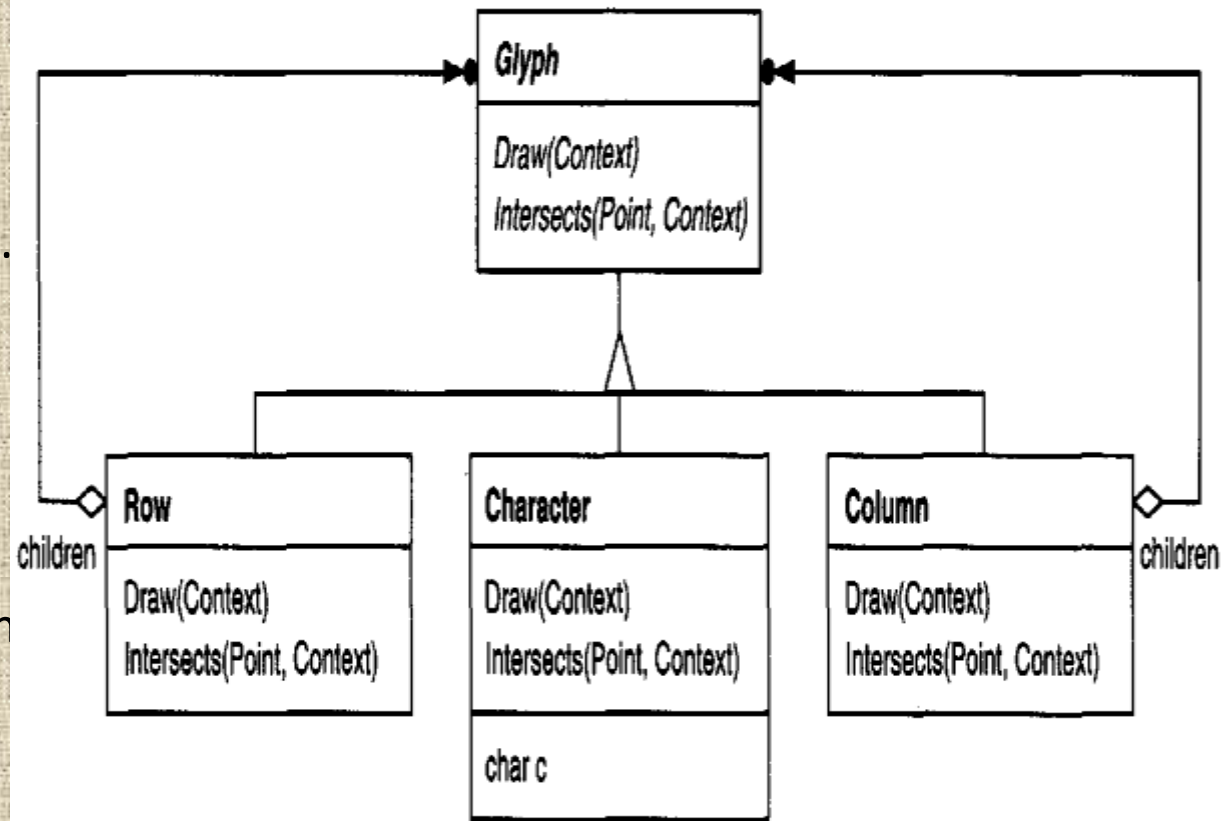 Glyph
Draw(Context)
Intersects(Point, Context)
.
Row
Character
Column
children
children
Draw(Context)
Draw(Context)
Draw(Context)
Intersects(Point, Context)
Intersects(Point, Context)
Intersects(Point, Context)
char c